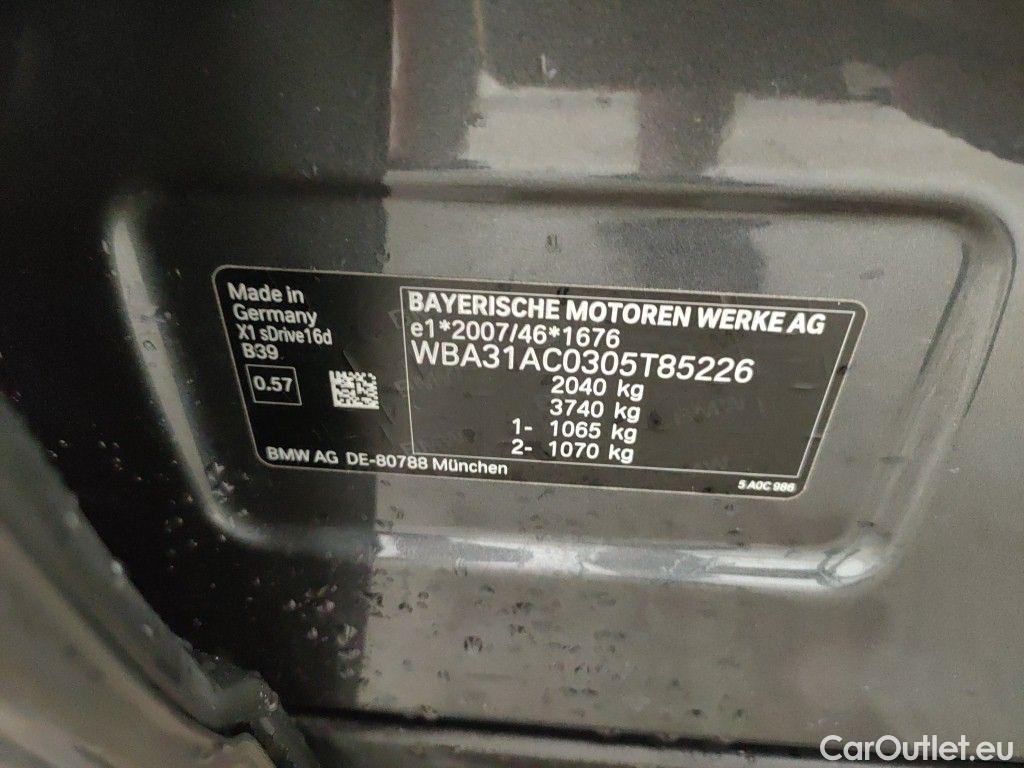 Made in
Germany
X1 sDrive16d
B39
0.57
BMW AG DE-80788 München
BAYERISCHE MOTOREN WERKE AG
e1*2007/46*1676
WBA31AC0305T85226
2040 kg
3740 kg
1- 1065 kg
2- 1070 kg
5 A0C 986
CarOutlet.eu